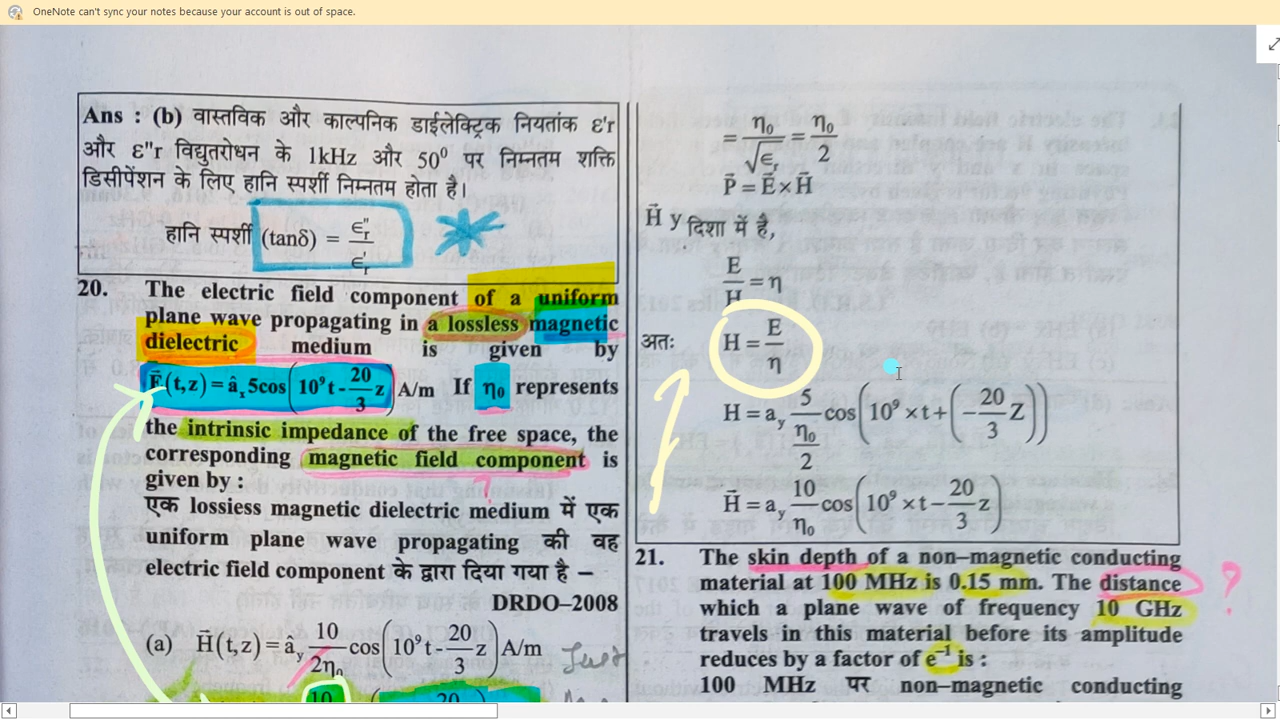 OneNote can't sync your notes because your account is out of space.
Ans : (b) वास्तविक और काल्पनिक डाईलेक्ट्रिक नियतांक ε'r
और ε"r विद्युतरोधन के 1kHz और 50⁰ पर निम्नतम शक्ति
डिसीपेंशन के लिए हानि स्पर्शी निम्नतम होता है।
हानि स्पर्शी (tanδ) = ϵ"r / ϵ'r
20. The electric field component of a uniform
plane wave propagating in a lossless magnetic
dielectric medium is given by
E⃗(t,z) = âx5cos(10⁹t - 20/3 z) A/m If η₀ represents
the intrinsic impedance of the free space, the
corresponding magnetic field component is
given by :
?
एक lossiess magnetic dielectric medium में एक
uniform plane wave propagating की वह
electric field component के द्वारा दिया गया है –
DRDO–2008
(a) H⃗(t,z) = ây 10/2η₀ cos(10⁹t - 20/3 z) A/m
10 20
= η₀/√ϵr = η₀/2
P⃗ = E⃗ × H⃗
H⃗ y दिशा में है,
E/H = η
अतः H = E/η
H = ay 5/(η₀/2) cos(10⁹ × t + (-20/3 Z))
H⃗ = ay 10/η₀ cos(10⁹ × t - 20/3 z)
21. The skin depth of a non–magnetic conducting
material at 100 MHz is 0.15 mm. The distance
?
which a plane wave of frequency 10 GHz
travels in this material before its amplitude
reduces by a factor of e⁻¹ is :
100 MHz पर non–magnetic conducting